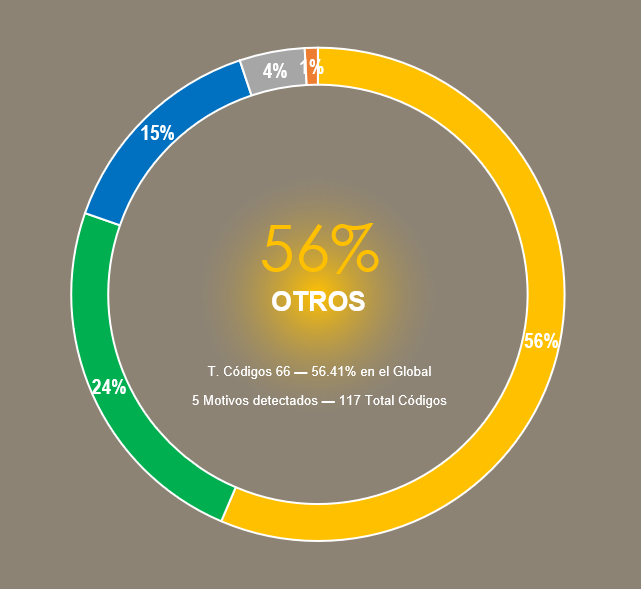 4%
1%
15%
56%
OTROS
56%
T. Códigos 66 — 56.41% en el Global
24%
5 Motivos detectados — 117 Total Códigos